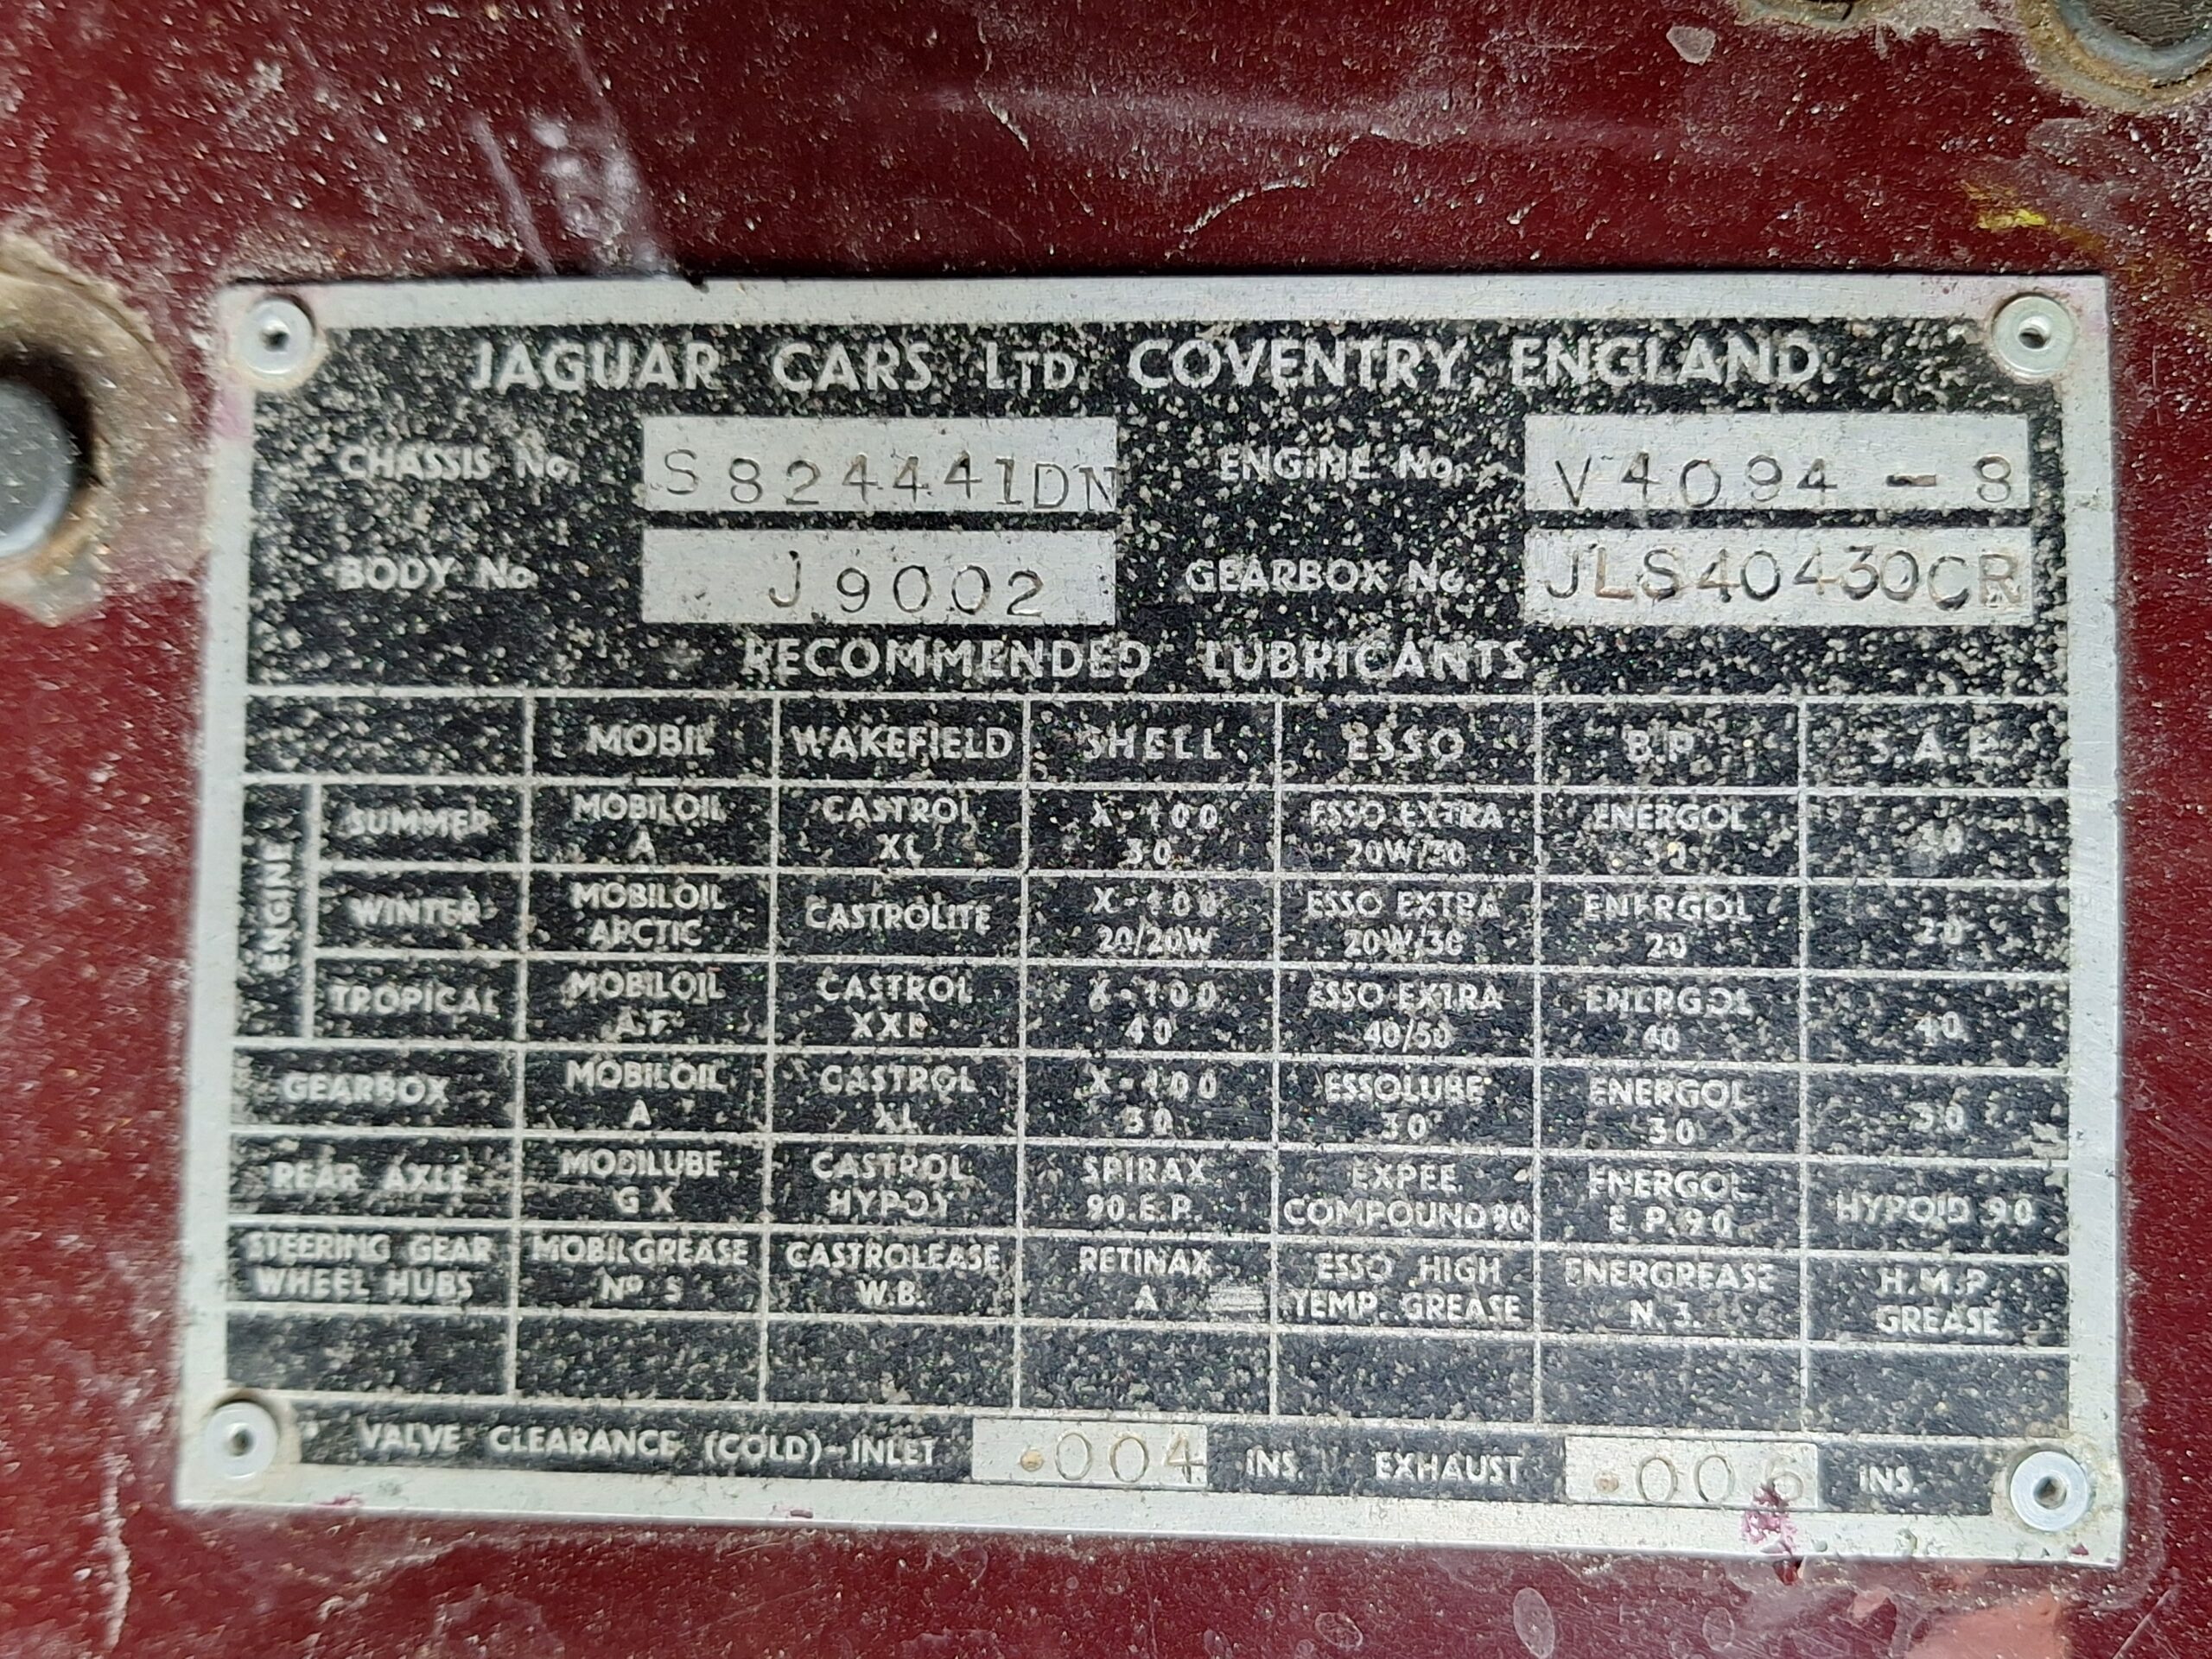 JAGUAR CARS LTD. COVENTRY, ENGLAND.
CHASSIS No. S824441DN ENGINE No. V4094-8
BODY No. J9002 GEARBOX No. JLS40430CR
RECOMMENDED LUBRICANTS
MOBIL WAKEFIELD SHELL ESSO B.P. S.A.E.
ENGINE
SUMMER MOBILOIL A CASTROL XL X-100 30 ESSO EXTRA 20W/30 ENERGOL 30 30
WINTER MOBILOIL ARCTIC CASTROLITE X-100 20/20W ESSO EXTRA 20W/30 ENERGOL 20 20
TROPICAL MOBILOIL A.F. CASTROL XXL X-100 40 ESSO EXTRA 40/50 ENERGOL 40 40
GEARBOX MOBILOIL A CASTROL XL X-100 30 ESSOLUBE 30 ENERGOL 30 30
REAR AXLE MOBILUBE GX CASTROL HYPOY SPIRAX 90.E.P. EXPEE COMPOUND 90 ENERGOL E.P.90 HYPOID 90
STEERING GEAR WHEEL HUBS MOBILGREASE No 5 CASTROLEASE W.B. RETINAX A ESSO HIGH TEMP. GREASE ENERGREASE N.3. H.M.P. GREASE
VALVE CLEARANCE (COLD)-INLET .004 INS. EXHAUST .006 INS.